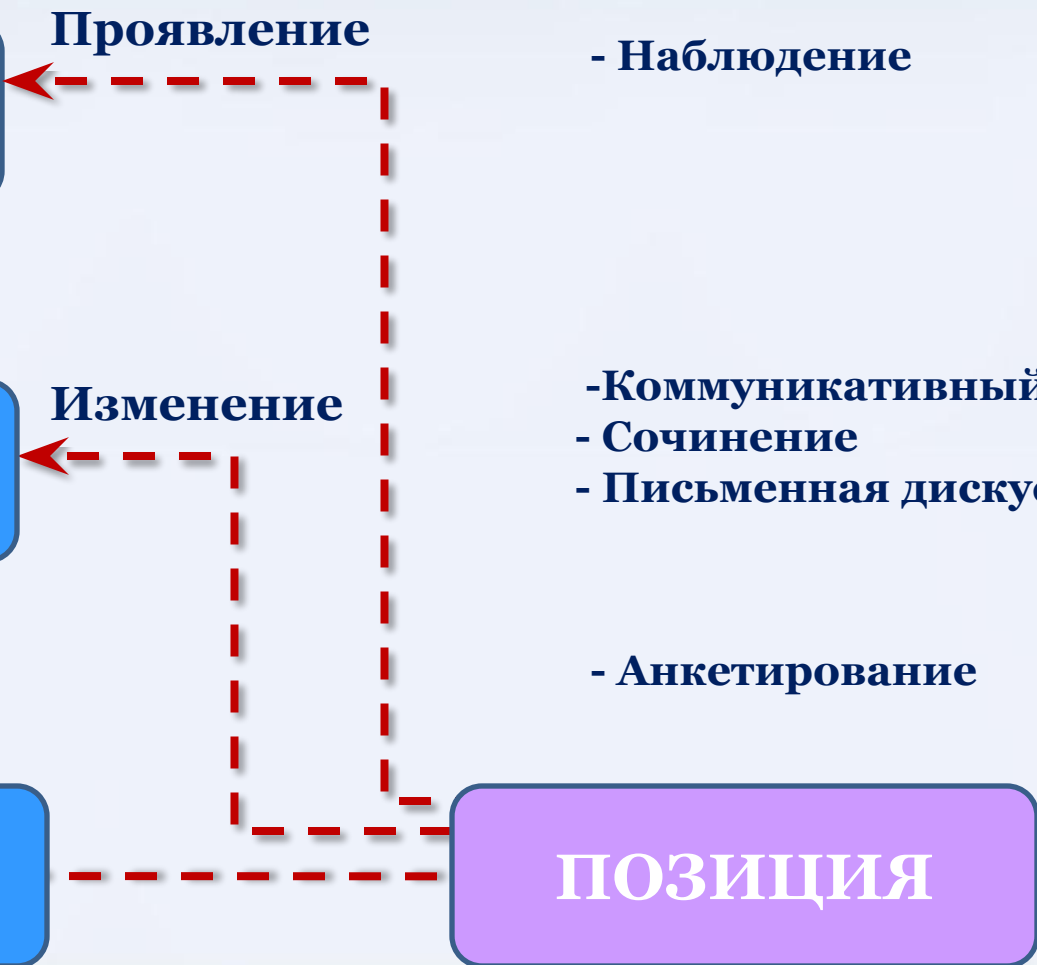 Проявление
- Наблюдение
Изменение
-Коммуникативный
- Сочинение
- Письменная
- Анкетирование
ПОЗИЦИЯ